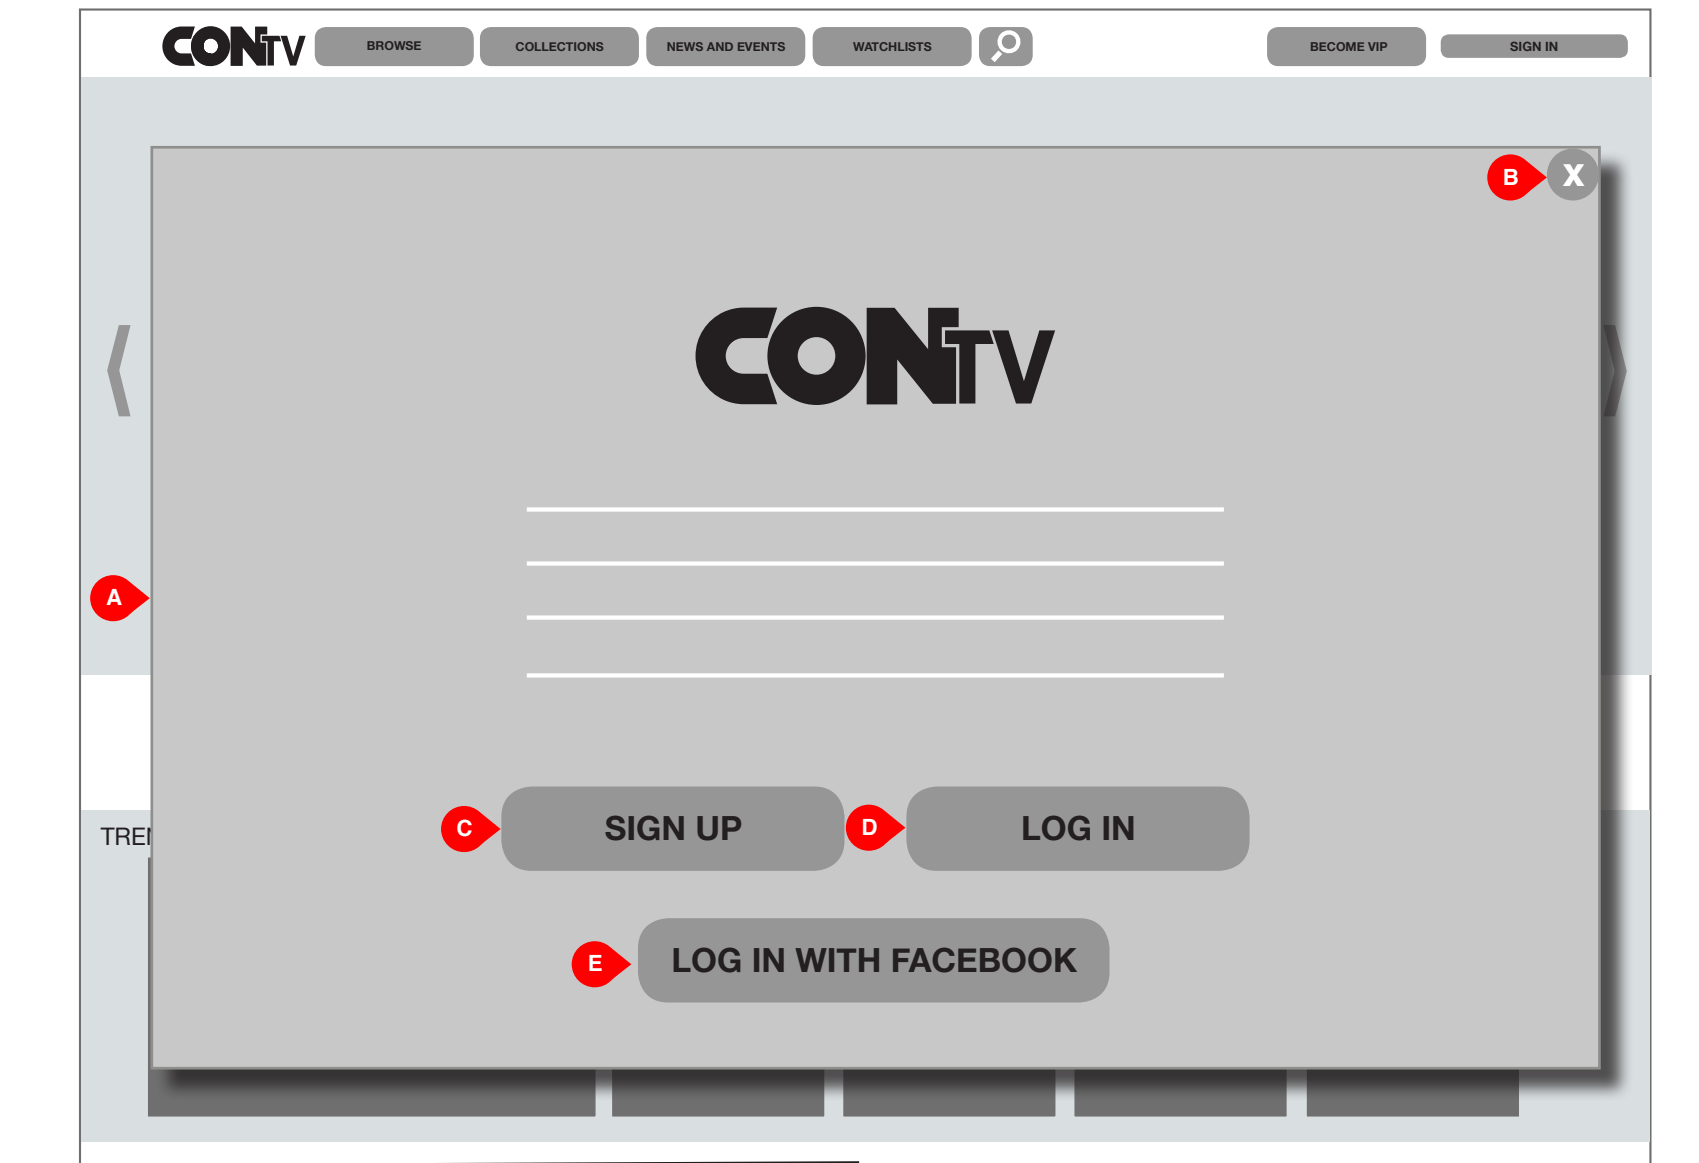 CONTV BROWSE COLLECTIONS NEWS AND EVENTS WATCHLISTS BECOME VIP SIGN IN
B X
CONTV
A
TREN
C SIGN UP D LOG IN
E LOG IN WITH FACEBOOK